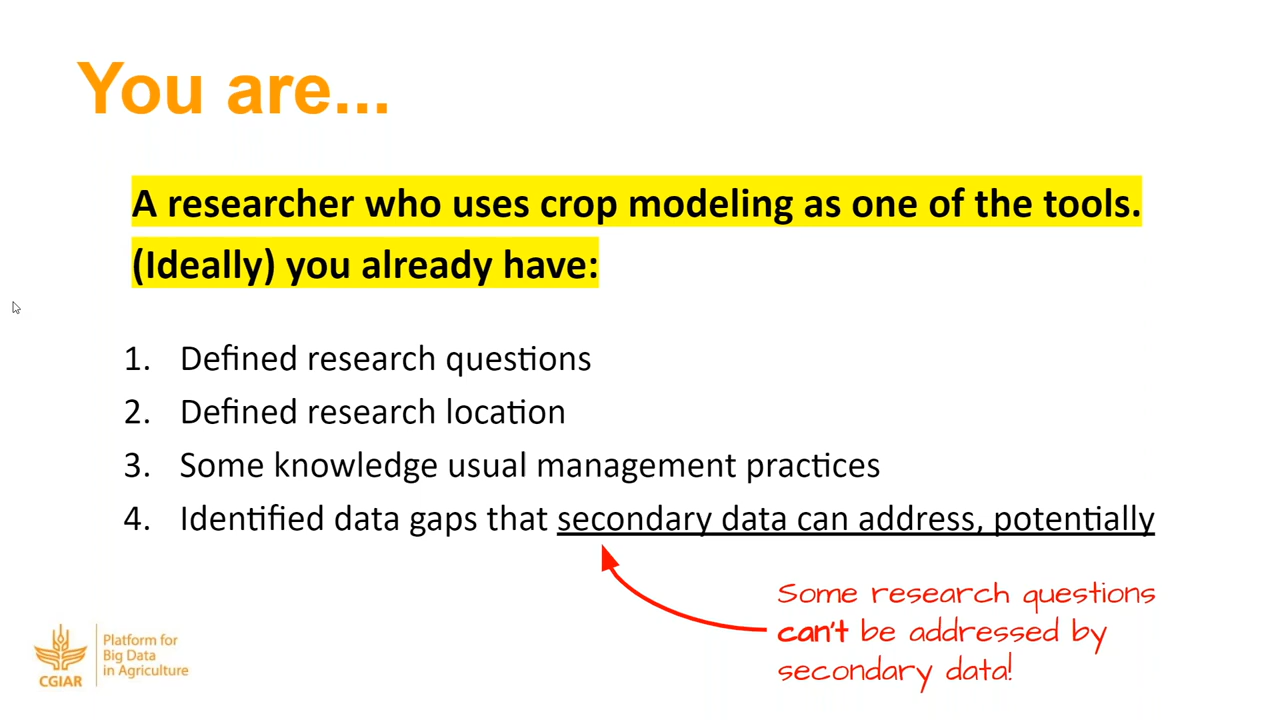 You are...
A researcher who uses crop modeling as one of the tools.
(Ideally) you already have:
1. Defined research questions
2. Defined research location
3. Some knowledge usual management practices
4. Identified data gaps that secondary data can address, potentially
Some research questions
can't be addressed by
secondary data!
CGIAR
Platform for
Big Data
in Agriculture